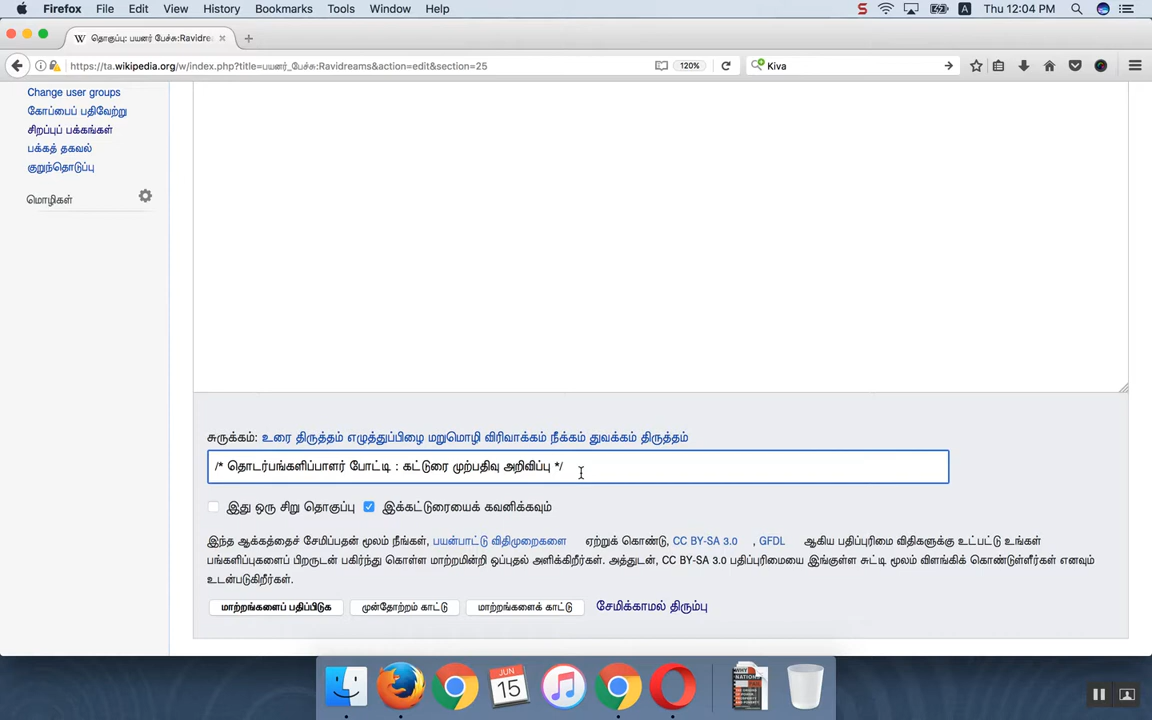 Firefox File Edit View History Bookmarks Tools Window Help
Thu 12:04 PM
தொகுப்பு: பயனர் பேச்சு:Ravidrea
https://ta.wikipedia.org/w/index.php?title=பயனர்_பேச்சு:Ravidreams&action=edit&section=25
120%
Kiva
Change user groups
கோப்பைப் பதிவேற்று
சிறப்புப் பக்கங்கள்
பக்கத் தகவல்
குறுந்தொடுப்பு
மொழிகள்
சுருக்கம்: உரை திருத்தம் எழுத்துப்பிழை மறுமொழி விரிவாக்கம் நீக்கம் துவக்கம் திருத்தம்
/* தொடர்பங்களிப்பாளர் போட்டி : கட்டுரை முற்பதிவு அறிவிப்பு */
இது ஒரு சிறு தொகுப்பு இக்கட்டுரையைக் கவனிக்கவும்
இந்த ஆக்கத்தைச் சேமிப்பதன் மூலம் நீங்கள், பயன்பாட்டு விதிமுறைகளை ஏற்றுக் கொண்டு, CC BY-SA 3.0 , GFDL ஆகிய பதிப்புரிமை விதிகளுக்கு உட்பட்டு உங்கள்
பங்களிப்புகளைப் பிறருடன் பகிர்ந்து கொள்ள மாற்றமின்றி ஒப்புதல் அளிக்கிறீர்கள். அத்துடன், CC BY-SA 3.0 பதிப்புரிமையை இங்குள்ள சுட்டி மூலம் விளங்கிக் கொண்டுள்ளீர்கள் எனவும்
உடன்படுகிறீர்கள்.
மாற்றங்களைப் பதிப்பிடுக முன்தோற்றம் காட்டு மாற்றங்களைக் காட்டு சேமிக்காமல் திரும்பு
JUN
15
WHY
NATIONS